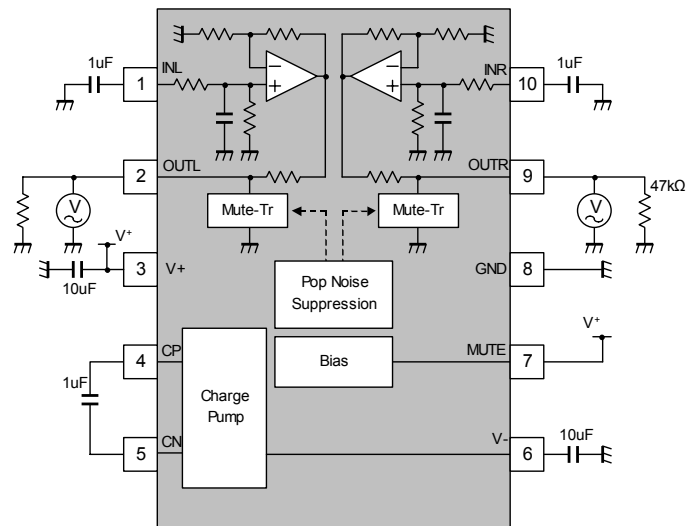 1uF
1
INL
INR
10
1uF
−
+
−
+
2
OUTL
OUTR
9
V
Mute-Tr
Mute-Tr
V
47kΩ
V⁺
10uF
3
V+
Pop Noise
Suppression
GND
8
4
CP
Bias
MUTE
7
V⁺
1uF
Charge
Pump
5
CN
V-
6
10uF